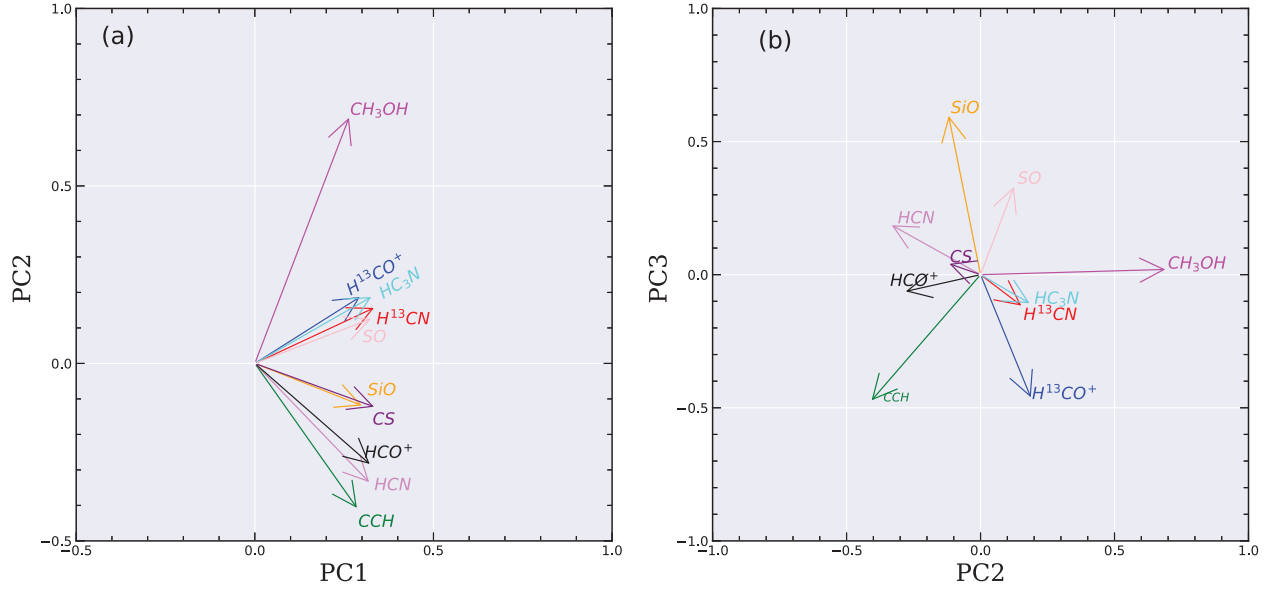 (a)
1.0
0.5
0.0
−0.5
PC2
CH₃OH
H¹³CO⁺
HC₃N
H¹³CN
SO
SiO
CS
HCO⁺
HCN
CCH
−0.5 0.0 0.5 1.0
PC1
(b)
1.0
0.5
0.0
−0.5
−1.0
PC3
SiO
SO
HCN
CS
CH₃OH
HCO⁺
HC₃N
H¹³CN
CCH
H¹³CO⁺
−1.0 −0.5 0.0 0.5 1.0
PC2